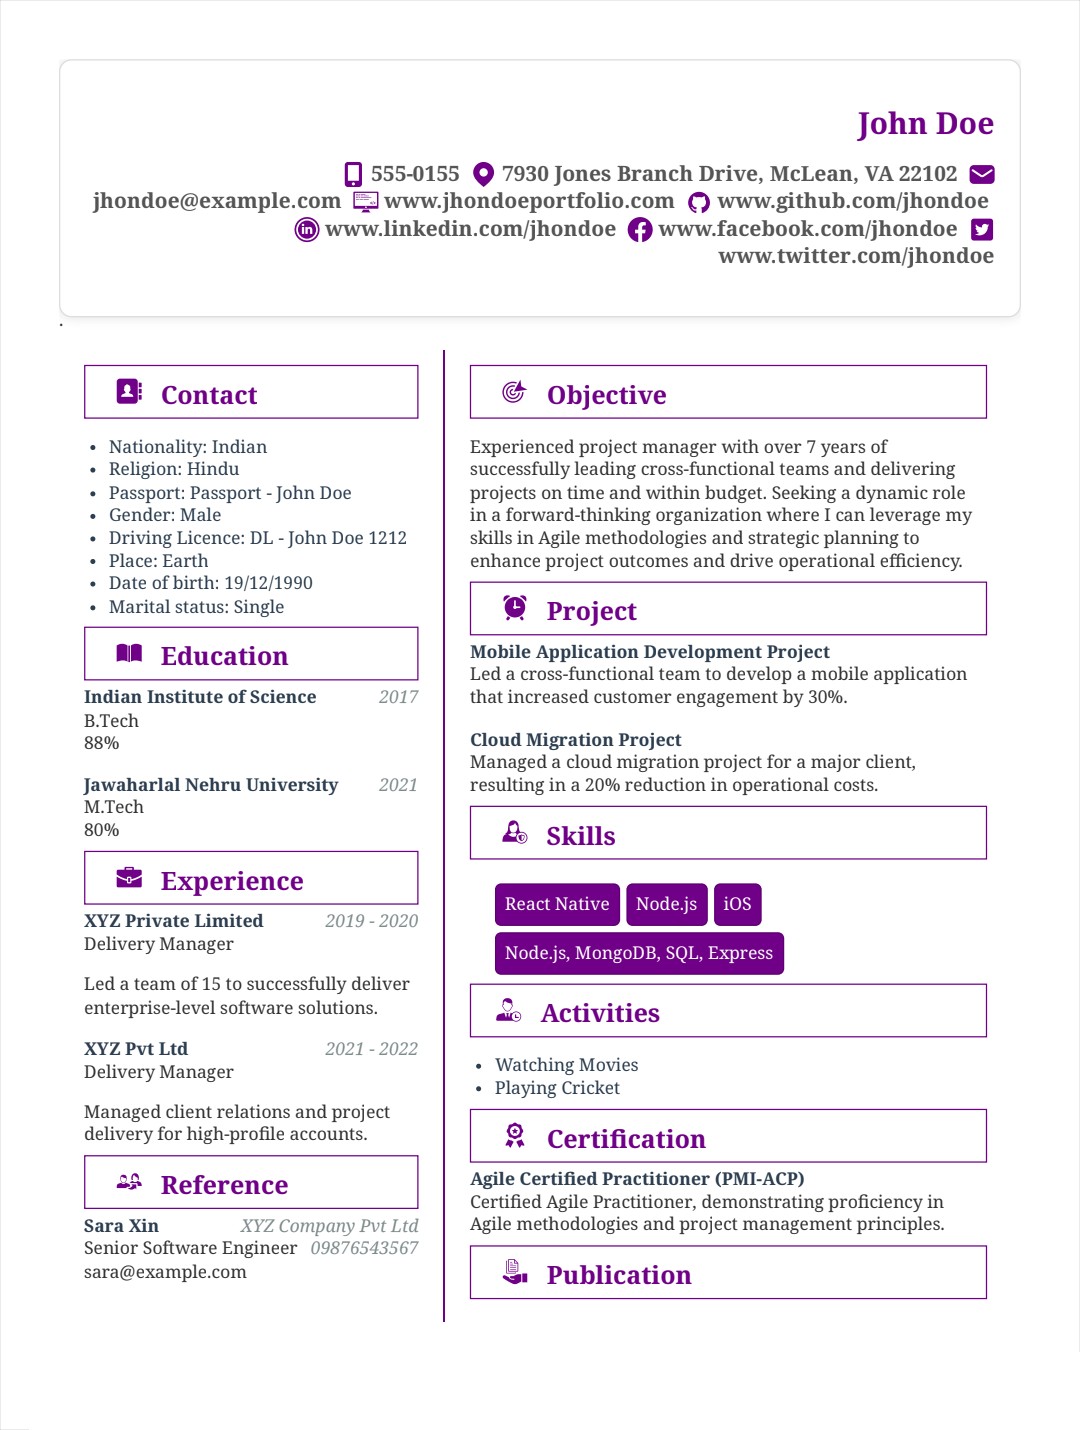 John Doe
555-0155 7930 Jones Branch Drive, McLean, VA 22102
jhondoe@example.com www.jhondoeportfolio.com www.github.com/jhondoe
www.linkedin.com/jhondoe www.facebook.com/jhondoe
www.twitter.com/jhondoe
.
Contact
• Nationality: Indian
• Religion: Hindu
• Passport: Passport - John Doe
• Gender: Male
• Driving Licence: DL - John Doe 1212
• Place: Earth
• Date of birth: 19/12/1990
• Marital status: Single
Education
Indian Institute of Science 2017
B.Tech
88%
Jawaharlal Nehru University 2021
M.Tech
80%
Experience
XYZ Private Limited 2019 - 2020
Delivery Manager
Led a team of 15 to successfully deliver
enterprise-level software solutions.
XYZ Pvt Ltd 2021 - 2022
Delivery Manager
Managed client relations and project
delivery for high-profile accounts.
Reference
Sara Xin XYZ Company Pvt Ltd
Senior Software Engineer 09876543567
sara@example.com
Objective
Experienced project manager with over 7 years of
successfully leading cross-functional teams and delivering
projects on time and within budget. Seeking a dynamic role
in a forward-thinking organization where I can leverage my
skills in Agile methodologies and strategic planning to
enhance project outcomes and drive operational efficiency.
Project
Mobile Application Development Project
Led a cross-functional team to develop a mobile application
that increased customer engagement by 30%.
Cloud Migration Project
Managed a cloud migration project for a major client,
resulting in a 20% reduction in operational costs.
Skills
React Native Node.js iOS
Node.js, MongoDB, SQL, Express
Activities
• Watching Movies
• Playing Cricket
Certification
Agile Certified Practitioner (PMI-ACP)
Certified Agile Practitioner, demonstrating proficiency in
Agile methodologies and project management principles.
Publication